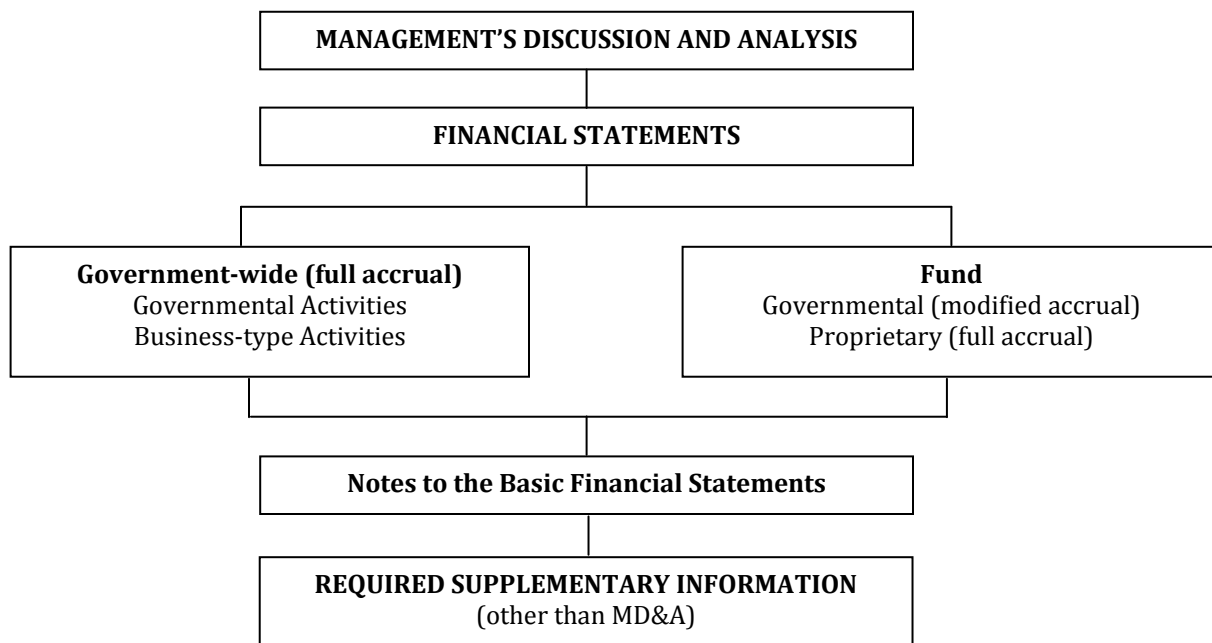 MANAGEMENT’S DISCUSSION AND ANALYSIS
FINANCIAL STATEMENTS
Government-wide (full accrual)
Governmental Activities
Business-type Activities
Fund
Governmental (modified accrual)
Proprietary (full accrual)
Notes to the Basic Financial Statements
REQUIRED SUPPLEMENTARY INFORMATION
(other than MD&A)